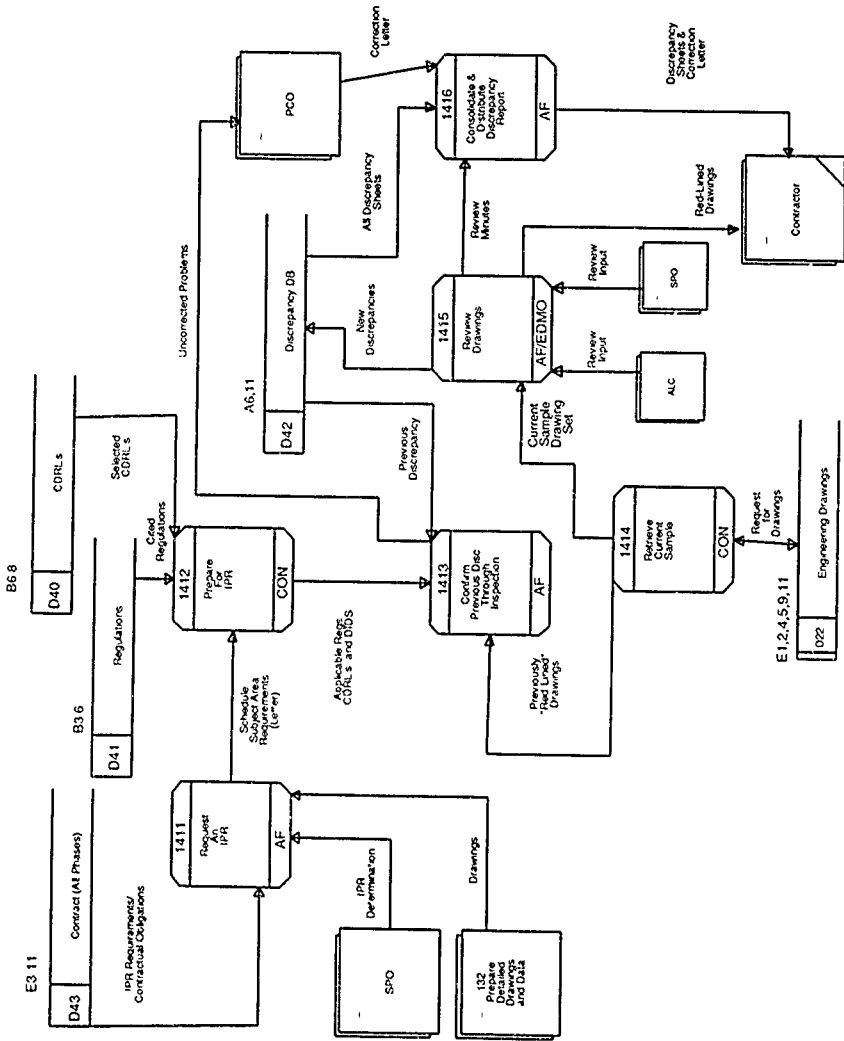 E3 11
D43
Contract (All Phases)
IPR Requirements/
Contractual Obligations
B3 6
D41
Regulations
B6 8
D40
CDRLs
Selected
CDRLs
Cited
Regulations
1411
Request
An
IPR
AF
Schedule
Subject Area
Requirements
(Letter)
1412
Prepare
For
IPR
CON
SPO
IPR
Determination
132
Prepare
Detailed
Drawings
and Data
Drawings
Applicable Regs
CDRLs and DIDS
Uncorrected Problems
1413
Confirm
Previous Disc
Through
Inspection
AF
Previous
Discrepancy
Previously
"Red Lined"
Drawings
A6,11
D42
Discrepancy DB
New
Discrepancies
All Discrepancy
Sheets
1414
Retrieve
Current
Sample
CON
Request
for
Drawings
E1,2,4,5,9,11
D22
Engineering Drawings
Current
Sample
Drawing
Set
1415
Review
Drawings
AF/EDMO
Review
Input
ALC
Review
Input
SPO
Review
Minutes
Red-Lined
Drawings
PCO
Correction
Letter
1416
Consolidate &
Distribute
Discrepancy
Report
AF
Discrepancy
Sheets &
Correction
Letter
Contractor